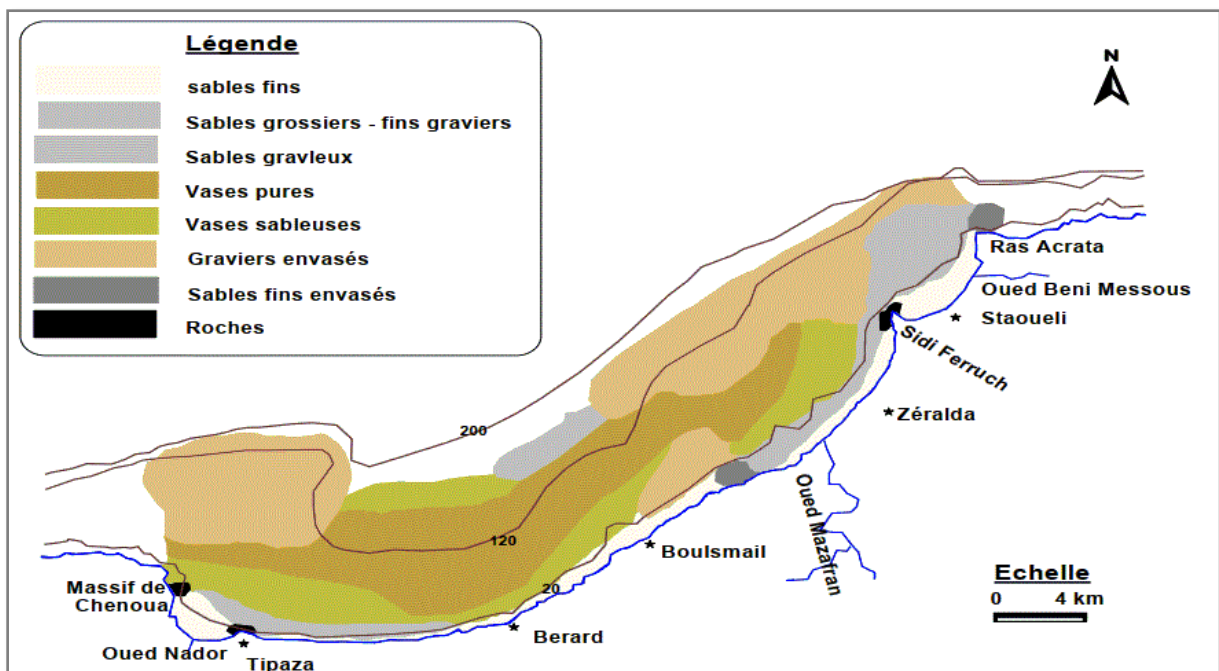 Légende
sables fins
Sables grossiers - fins graviers
Sables gravleux
Vases pures
Vases sableuses
Graviers envasés
Sables fins envasés
Roches
N
Ras Acrata
Oued Beni Messous
Staoueli
Sidi Ferruch
Zéralda
200
Oued Mazafran
120
Boulsmail
20
Massif de
Chenoua
Echelle
0 4 km
Berard
Oued Nador
Tipaza